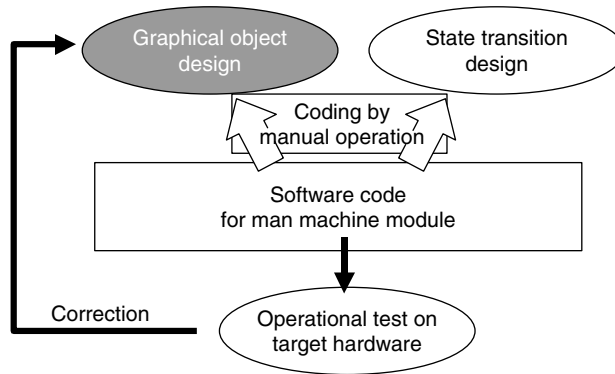 Graphical object
design
State transition
design
Coding by
manual operation
Software code
for man machine module
Correction
Operational test on
target hardware